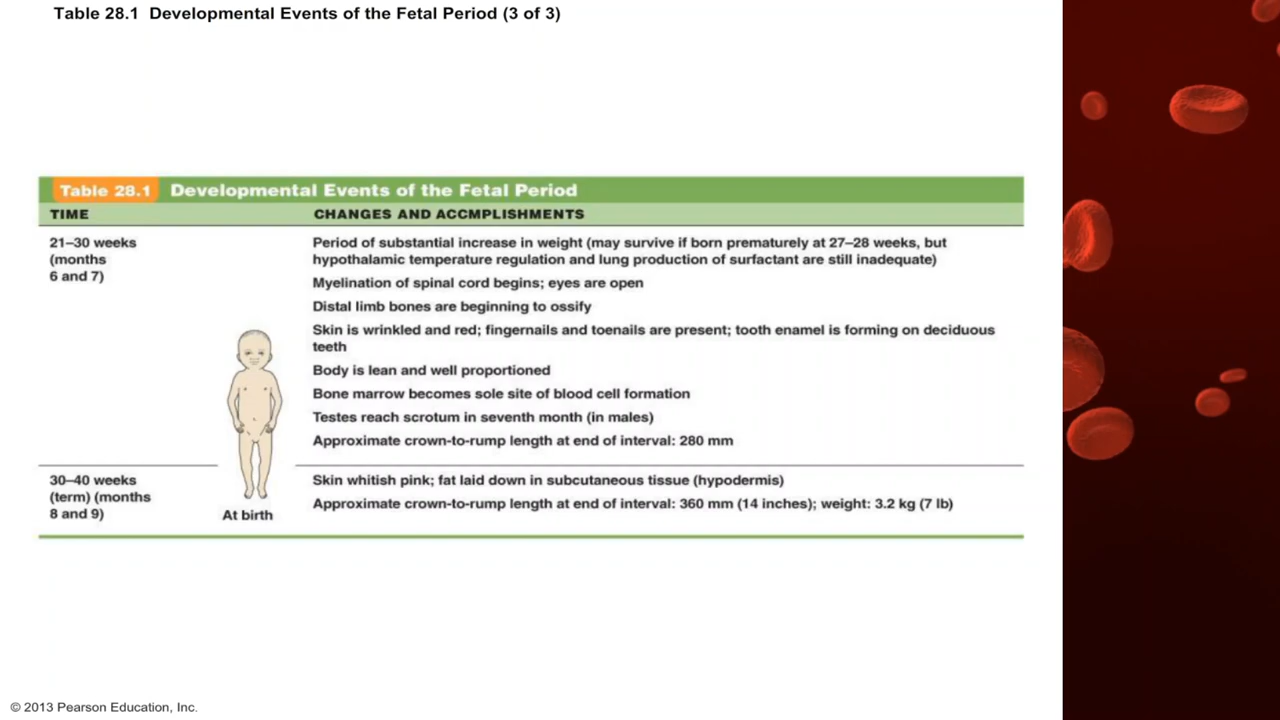 Table 28.1 Developmental Events of the Fetal Period (3 of 3)
Table 28.1 Developmental Events of the Fetal Period
TIME CHANGES AND ACCMPLISHMENTS
21–30 weeks
(months
6 and 7)
Period of substantial increase in weight (may survive if born prematurely at 27–28 weeks, but
hypothalamic temperature regulation and lung production of surfactant are still inadequate)
Myelination of spinal cord begins; eyes are open
Distal limb bones are beginning to ossify
Skin is wrinkled and red; fingernails and toenails are present; tooth enamel is forming on deciduous
teeth
Body is lean and well proportioned
Bone marrow becomes sole site of blood cell formation
Testes reach scrotum in seventh month (in males)
Approximate crown-to-rump length at end of interval: 280 mm
30–40 weeks
(term) (months
8 and 9)
At birth
Skin whitish pink; fat laid down in subcutaneous tissue (hypodermis)
Approximate crown-to-rump length at end of interval: 360 mm (14 inches); weight: 3.2 kg (7 lb)
© 2013 Pearson Education, Inc.